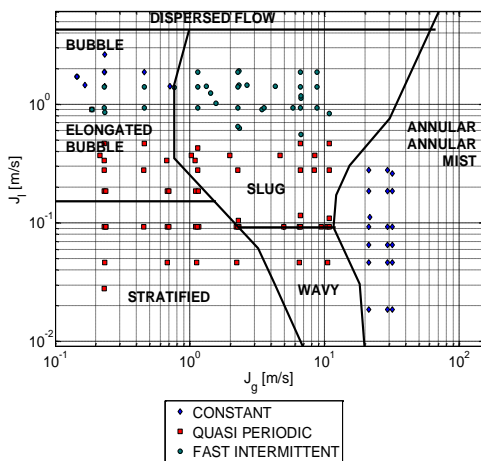 DISPERSED FLOW
BUBBLE
10^0
ELONGATED
BUBBLE
ANNULAR
ANNULAR
MIST
J_l [m/s]
SLUG
10^-1
STRATIFIED
WAVY
10^-2
10^-1
10^0
10^1
10^2
J_g [m/s]
CONSTANT
QUASI PERIODIC
FAST INTERMITTENT